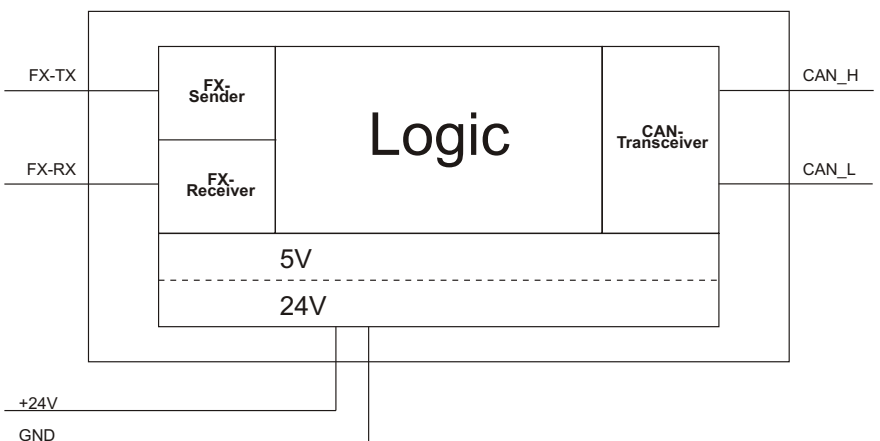 FX-TX
FX-
Sender
Logic
CAN-
Transceiver
CAN_H
FX-RX
FX-
Receiver
CAN_L
5V
24V
+24V
GND